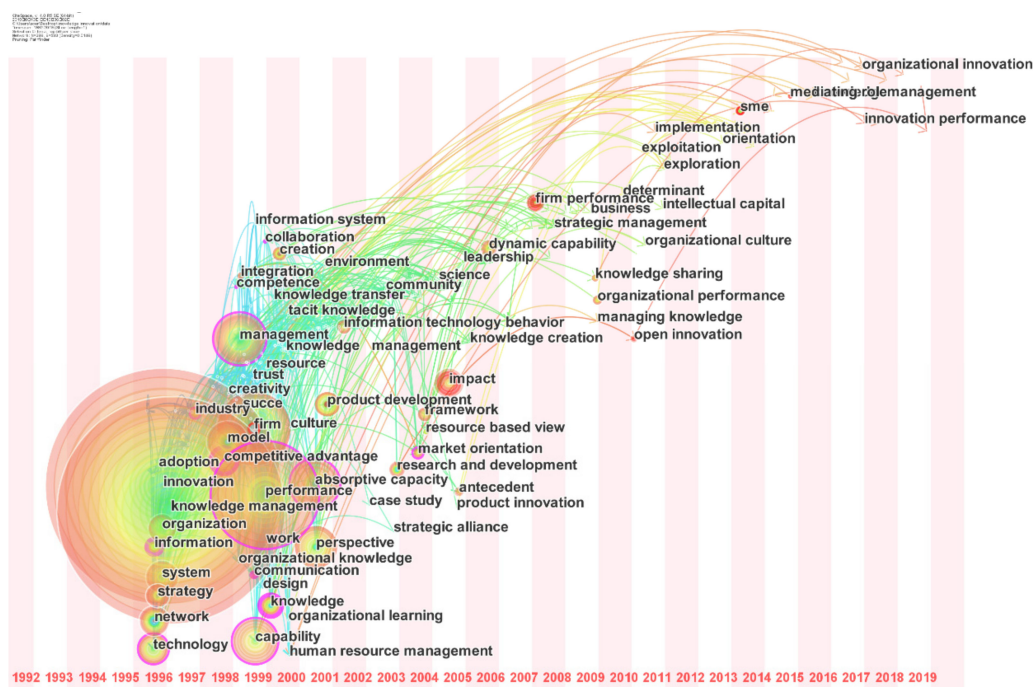 organizational innovation
management
innovation performance
sme
implementation
orientation
exploitation
exploration
determinant
firm performance
business
intellectual capital
information system
strategic management
collaboration
organizational culture
creation
dynamic capability
environment
leadership
integration
science
competence
community
knowledge sharing
knowledge transfer
organizational performance
tacit knowledge
managing knowledge
information technology behavior
management
open innovation
knowledge creation
knowledge
management
resource
trust
impact
creativity
product development
succe
industry
framework
firm
culture
resource based view
model
market orientation
competitive advantage
adoption
research and development
innovation
absorptive capacity
performance
antecedent
case study
product innovation
knowledge management
organization
strategic alliance
work
information
perspective
organizational knowledge
system
communication
design
strategy
knowledge
network
organizational learning
capability
technology
human resource management
1992 1993 1994 1995 1996 1997 1998 1999 2000 2001 2002 2003 2004 2005 2006 2007 2008 2009 2010 2011 2012 2013 2014 2015 2016 2017 2018 2019